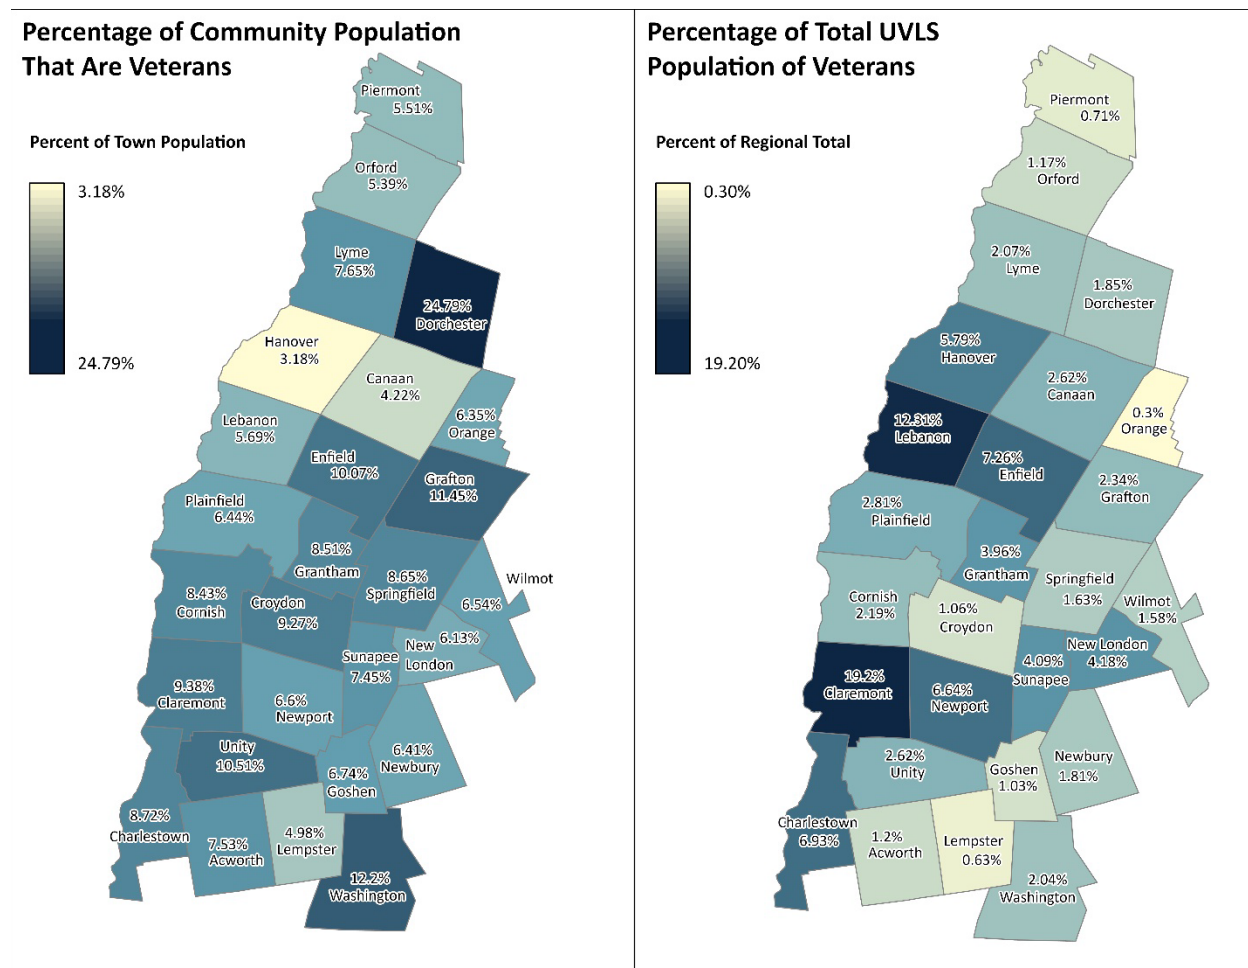 Percentage of Community Population
That Are Veterans
Percent of Town Population
3.18%
24.79%
Piermont
5.51%
Orford
5.39%
Lyme
7.65%
24.79%
Dorchester
Hanover
3.18%
Canaan
4.22%
6.35%
Orange
Lebanon
5.69%
Enfield
10.07%
Grafton
11.45%
Plainfield
6.44%
8.51%
Grantham
8.65%
Springfield
Wilmot
6.54%
8.43%
Cornish
Croydon
9.27%
6.13%
New
London
Sunapee
7.45%
9.38%
Claremont
6.6%
Newport
6.41%
Newbury
Unity
10.51%
6.74%
Goshen
8.72%
Charlestown
7.53%
Acworth
4.98%
Lempster
12.2%
Washington
Percentage of Total UVLS
Population of Veterans
Percent of Regional Total
0.30%
19.20%
Piermont
0.71%
1.17%
Orford
2.07%
Lyme
1.85%
Dorchester
5.79%
Hanover
2.62%
Canaan
0.3%
Orange
12.31%
Lebanon
7.26%
Enfield
2.34%
Grafton
2.81%
Plainfield
3.96%
Grantham
Springfield
1.63%
Wilmot
1.58%
Cornish
2.19%
1.06%
Croydon
New London
4.18%
4.09%
Sunapee
19.2%
Claremont
6.64%
Newport
Newbury
1.81%
2.62%
Unity
Goshen
1.03%
Charlestown
6.93%
1.2%
Acworth
Lempster
0.63%
2.04%
Washington